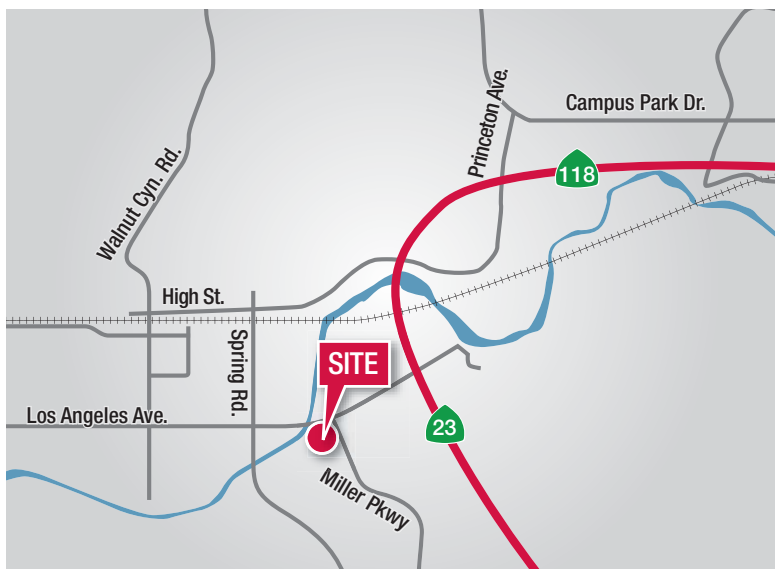 Campus Park Dr.
Princeton Ave.
118
Walnut Cyn. Rd.
High St.
Spring Rd.
SITE
Los Angeles Ave.
23
Miller Pkwy